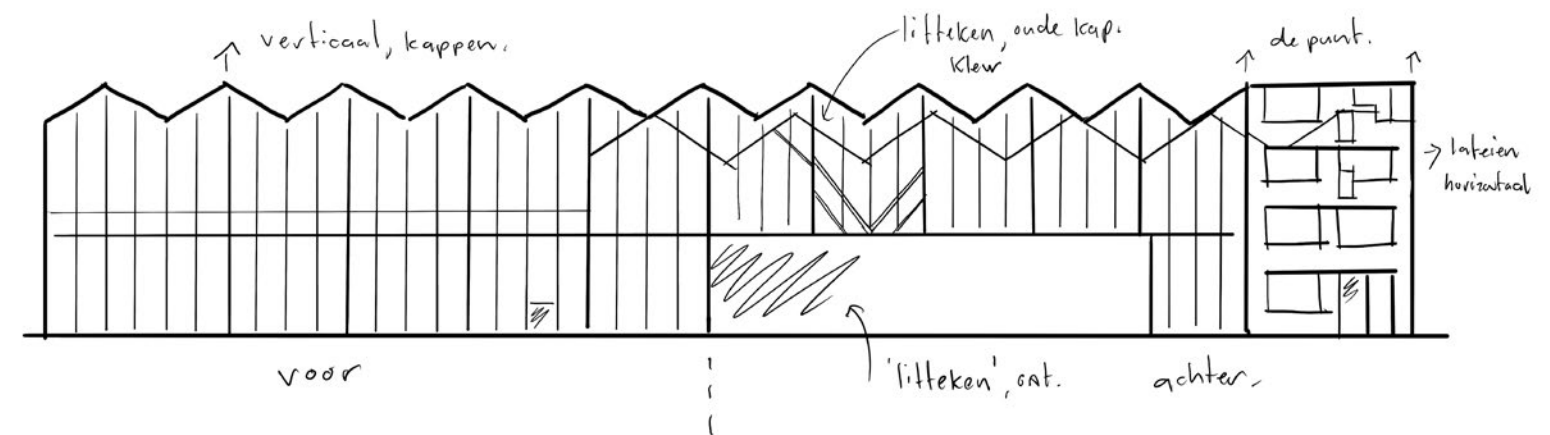 verticaal, kappen.
litteken, oude kap.
kleur
de punt.
lateien
horizontaal
voor
'litteken', ont.
achter.